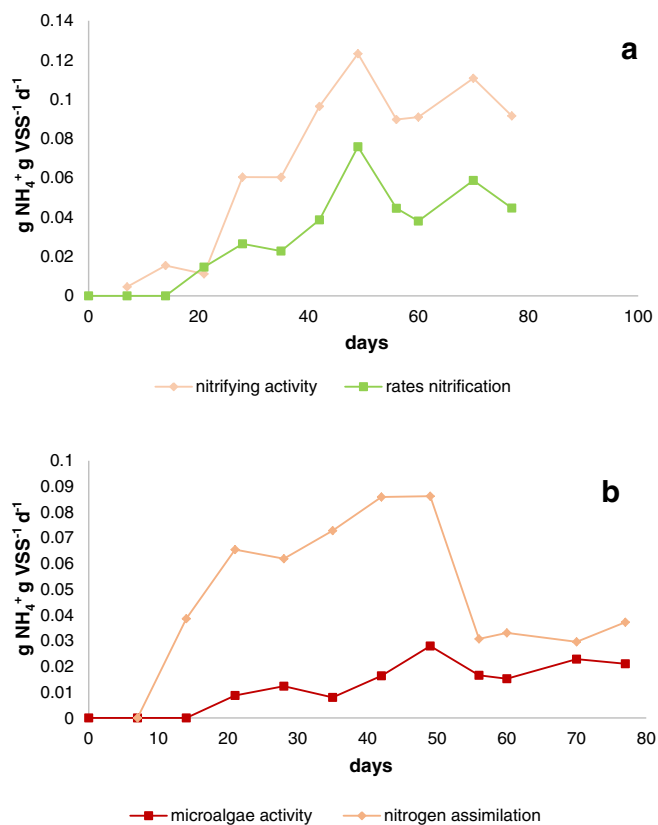 a
0.14
0.12
0.1
0.08
0.06
0.04
0.02
0
g NH₄⁺ g VSS⁻¹ d⁻¹
0 20 40 60 80 100
days
nitrifying activity rates nitrification
b
0.1
0.09
0.08
0.07
0.06
0.05
0.04
0.03
0.02
0.01
0
g NH₄⁺ g VSS⁻¹ d⁻¹
0 10 20 30 40 50 60 70 80
days
microalgae activity nitrogen assimilation